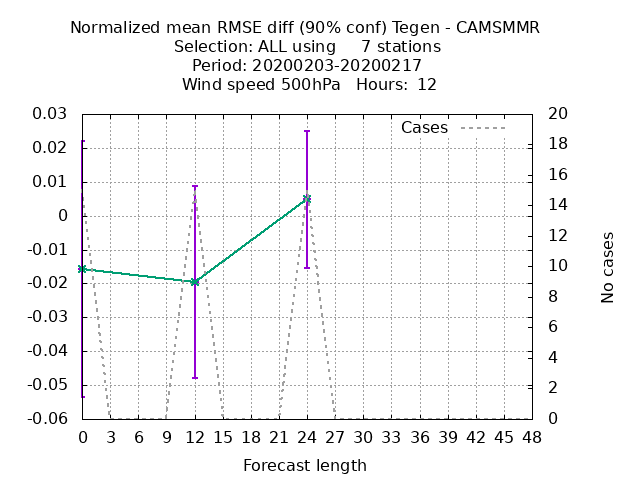 Normalized mean RMSE diff (90% conf) Tegen - CAMSMMR
Selection: ALL using     7 stations
Period: 20200203-20200217
Wind speed 500hPa   Hours:  12
Cases
0.03
0.02
0.01
0
-0.01
-0.02
-0.03
-0.04
-0.05
-0.06
20
18
16
14
12
10
8
6
4
2
0
No cases
0 3 6 9 12 15 18 21 24 27 30 33 36 39 42 45 48
Forecast length